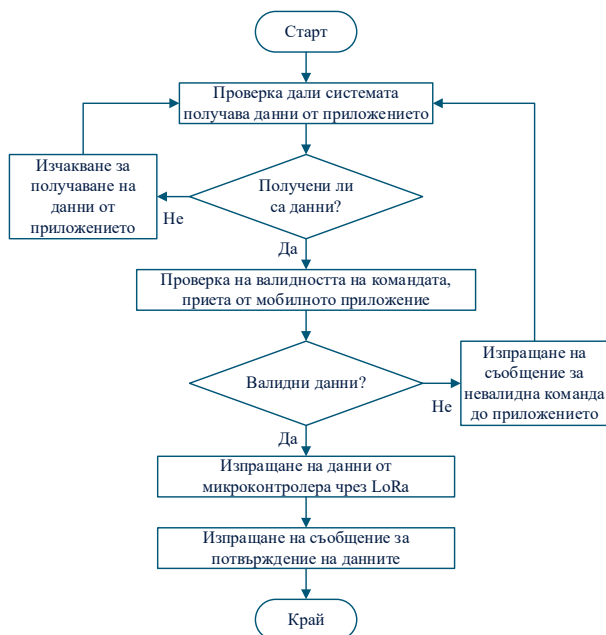 Старт
Проверка дали системата
получава данни от приложението
Изчакване за
получаване на
данни от
приложението
Получени ли
са данни?
Не
Да
Проверка на валидността на командата,
приета от мобилното приложение
Валидни данни?
Не
Изпращане на
съобщение за
невалидна команда
до приложението
Да
Изпращане на данни от
микроконтролера чрез LoRa
Изпращане на съобщение за
потвърждение на данните
Край